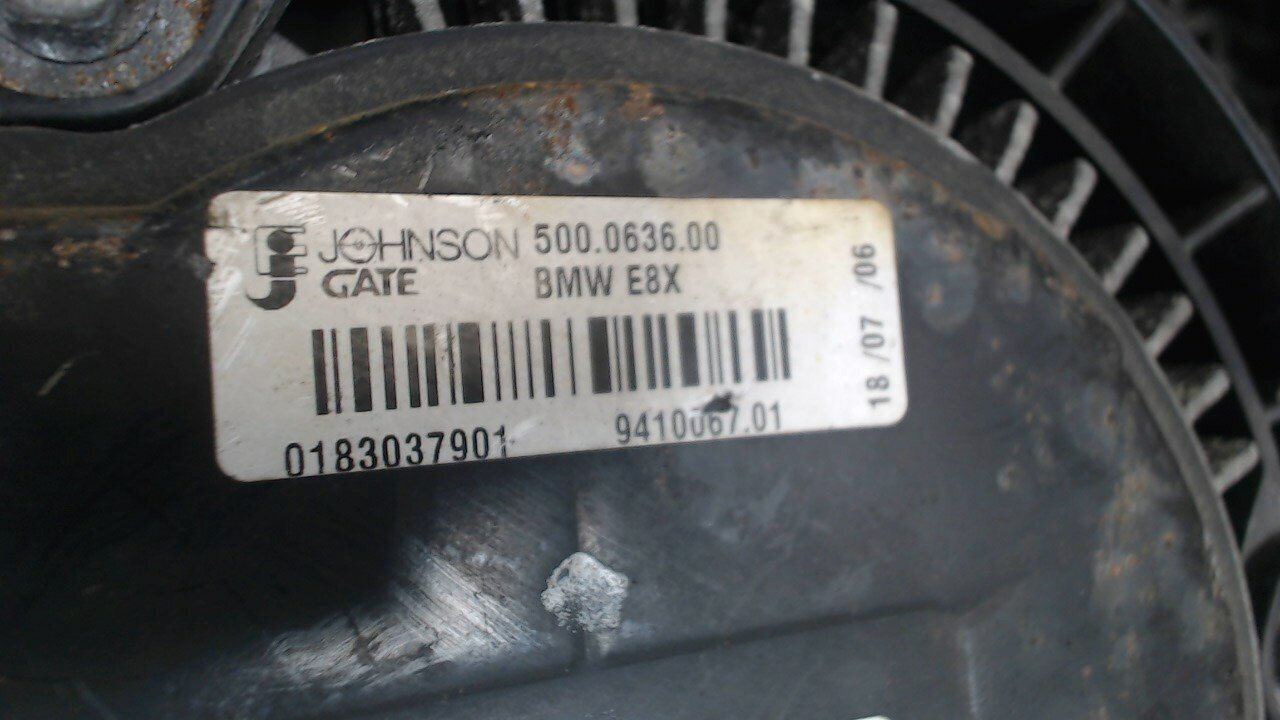 JOHNSON 500.0636.00
GATE BMW E8X
0183037901 9410067.01
18/07/06